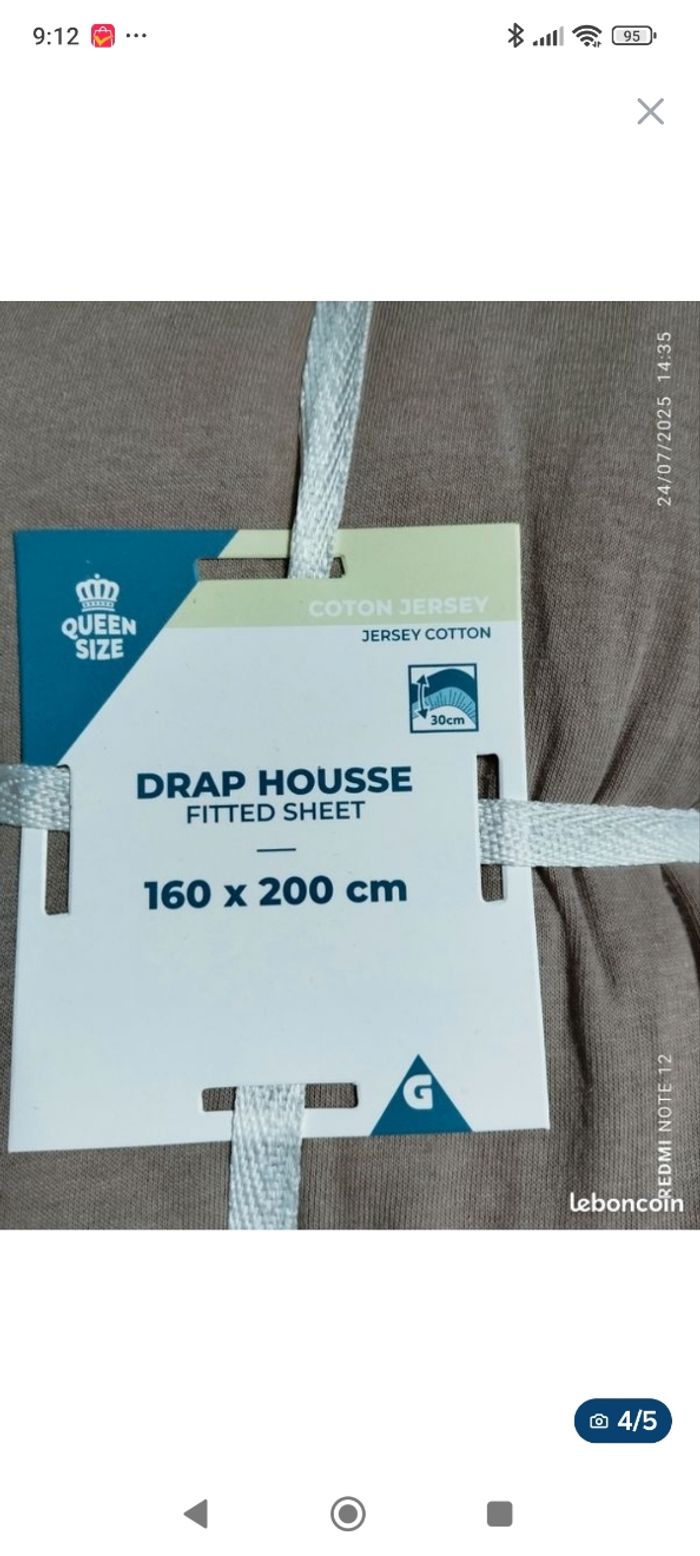 9:12
95
24/07/2025 14:35
QUEEN
SIZE
COTON JERSEY
JERSEY COTTON
30cm
DRAP HOUSSE
FITTED SHEET
160 x 200 cm
G
REDMI NOTE 12
leboncoin
4/5